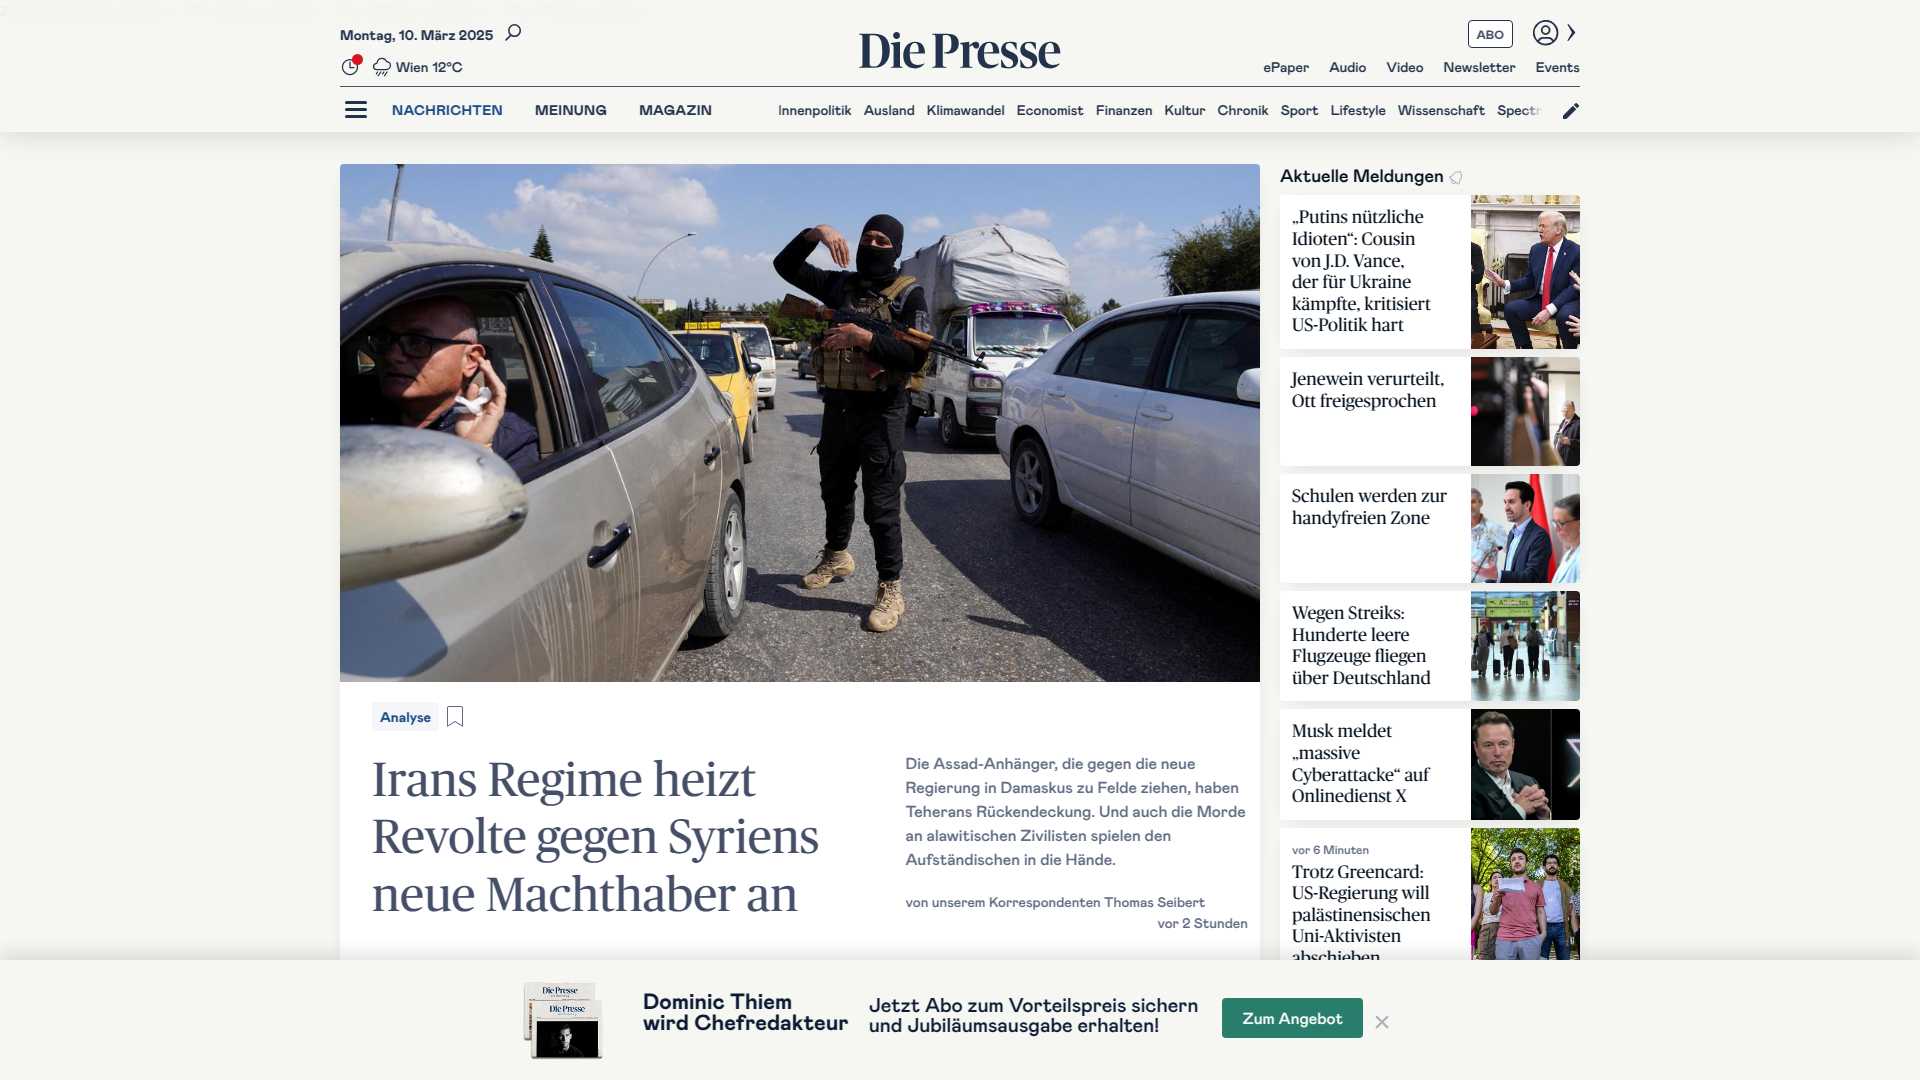 Montag, 10. März 2025
Die Presse
ABO
Wien 12°C
ePaper Audio Video Newsletter Events
NACHRICHTEN MEINUNG MAGAZIN
Innenpolitik Ausland Klimawandel Economist Finanzen Kultur Chronik Sport Lifestyle Wissenschaft Spectr
Analyse
Irans Regime heizt
Revolte gegen Syriens
neue Machthaber an
Die Assad-Anhänger, die gegen die neue
Regierung in Damaskus zu Felde ziehen, haben
Teherans Rückendeckung. Und auch die Morde
an alawitischen Zivilisten spielen den
Aufständischen in die Hände.
von unserem Korrespondenten Thomas Seibert
vor 2 Stunden
Aktuelle Meldungen
„Putins nützliche
Idioten“: Cousin
von J.D. Vance,
der für Ukraine
kämpfte, kritisiert
US-Politik hart
Jenewein verurteilt,
Ott freigesprochen
Schulen werden zur
handyfreien Zone
Wegen Streiks:
Hunderte leere
Flugzeuge fliegen
über Deutschland
Musk meldet
„massive
Cyberattacke“ auf
Onlinedienst X
vor 6 Minuten
Trotz Greencard:
US-Regierung will
palästinensischen
Uni-Aktivisten
abschieben
Die Presse
Die Presse
Dominic Thiem
wird Chefredakteur
Jetzt Abo zum Vorteilspreis sichern
und Jubiläumsausgabe erhalten!
Zum Angebot